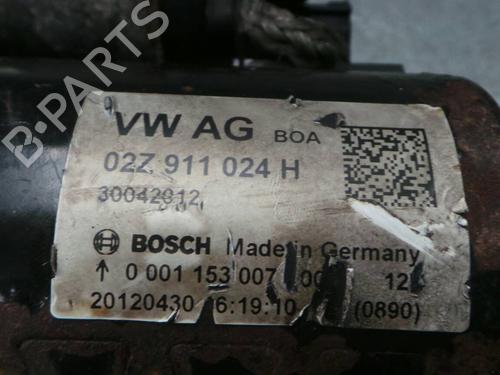 VW AG BOA
02Z 911 024 H
30042012
BOSCH Made in Germany
↑ 0 001 153 007 12
20120430 6:19:10 (0890)
B-PARTS